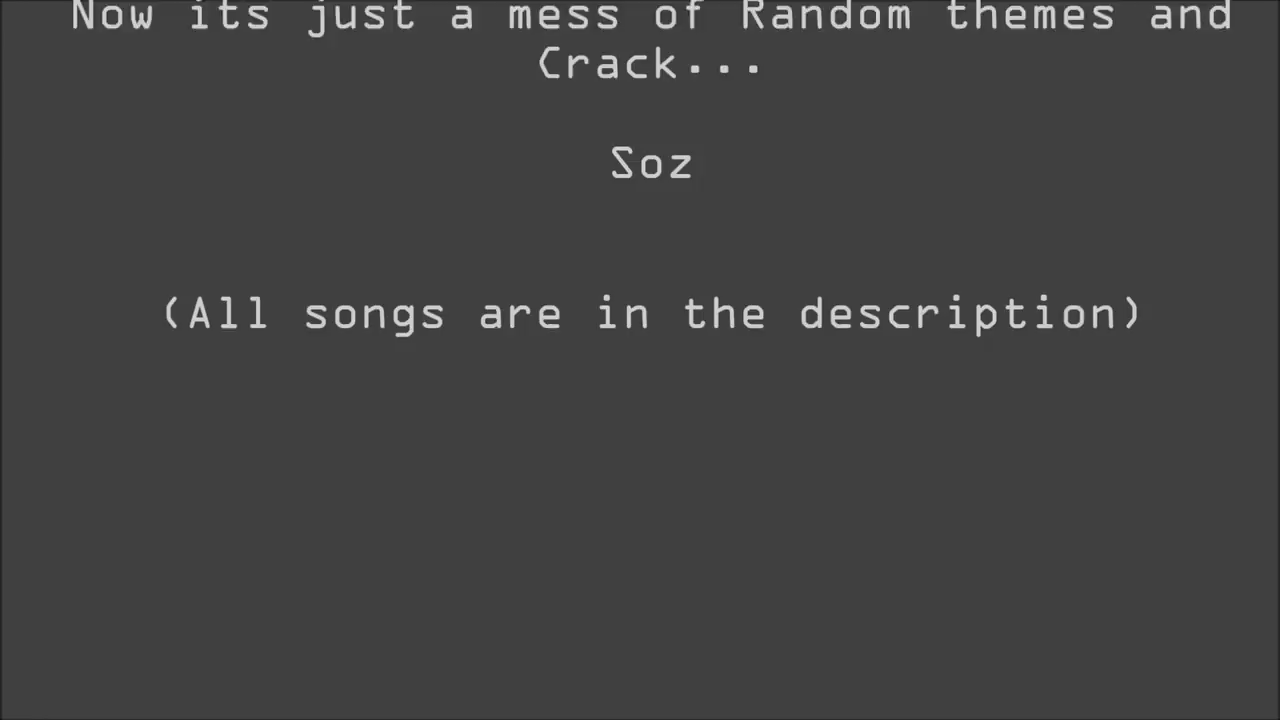 Now its just a mess of Random themes and
Crack...
Soz
(All songs are in the description)